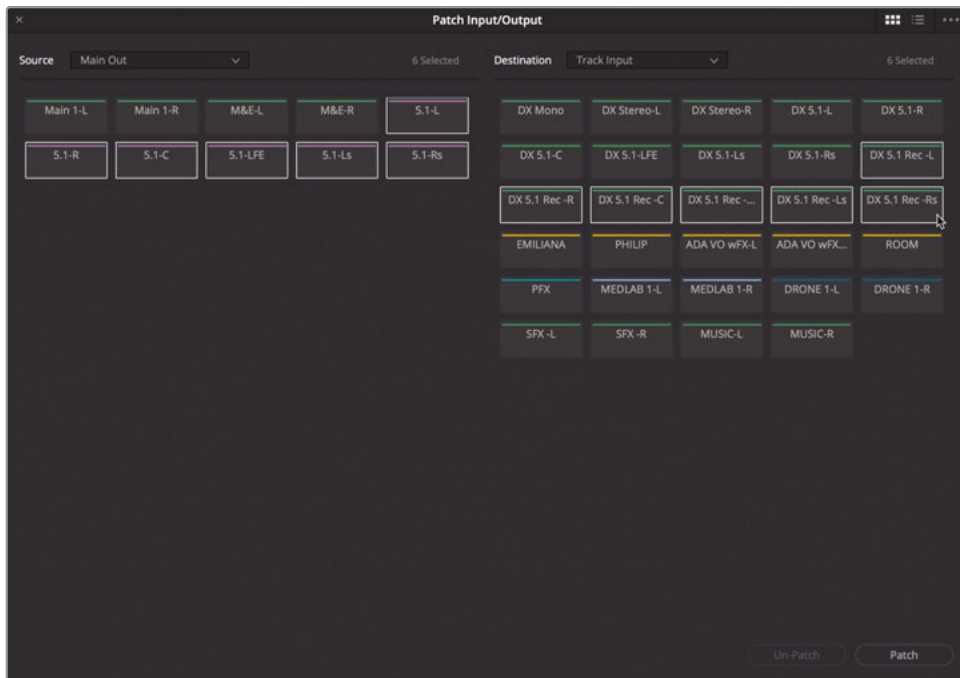 Patch Input/Output
Source Main Out 6 Selected
Destination Track Input 6 Selected
Main 1-L Main 1-R M&E-L M&E-R 5.1-L
5.1-R 5.1-C 5.1-LFE 5.1-Ls 5.1-Rs
DX Mono DX Stereo-L DX Stereo-R DX 5.1-L DX 5.1-R
DX 5.1-C DX 5.1-LFE DX 5.1-Ls DX 5.1-Rs DX 5.1 Rec -L
DX 5.1 Rec -R DX 5.1 Rec -C DX 5.1 Rec -... DX 5.1 Rec -Ls DX 5.1 Rec -Rs
EMILIANA PHILIP ADA VO wFX-L ADA VO wFX... ROOM
PFX MEDLAB 1-L MEDLAB 1-R DRONE 1-L DRONE 1-R
SFX -L SFX -R MUSIC-L MUSIC-R
Un-Patch Patch